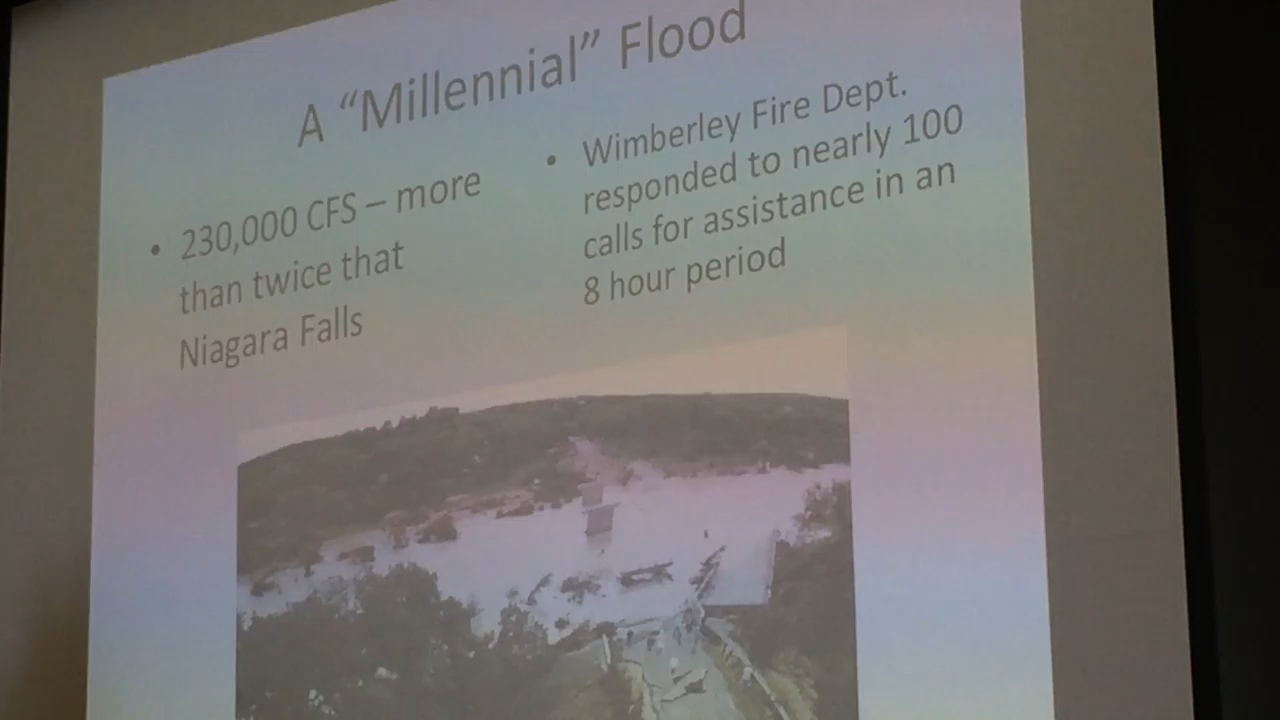 A “Millennial” Flood
• 230,000 CFS – more
than twice that
Niagara Falls
• Wimberley Fire Dept.
responded to nearly 100
calls for assistance in an
8 hour period